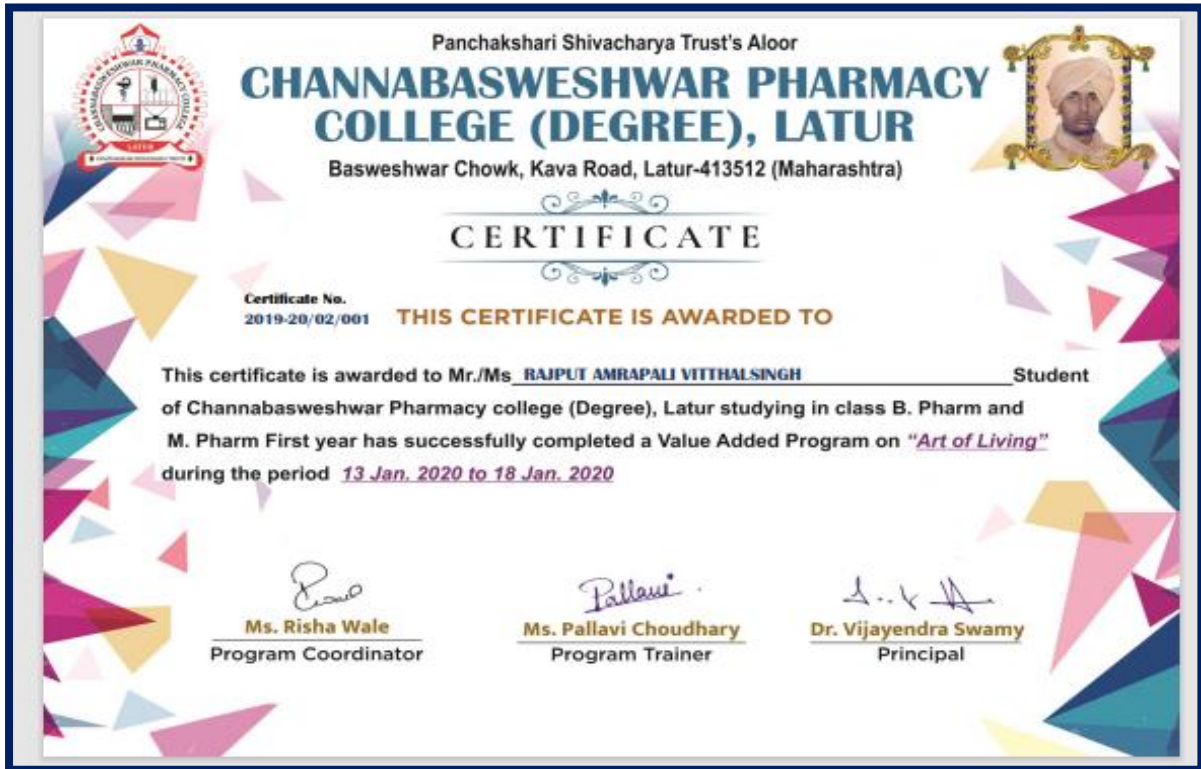 Panchakshari Shivacharya Trust's Aloor
CHANNABASWESHWAR PHARMACY
COLLEGE (DEGREE), LATUR
Basweshwar Chowk, Kava Road, Latur-413512 (Maharashtra)
CHANNABASWESHWAR PHARMACY COLLEGE
LATUR
CERTIFICATE
Certificate No.
2019-20/02/001
THIS CERTIFICATE IS AWARDED TO
This certificate is awarded to Mr./Ms RAJPUT AMRAPALI VITTHALSINGH Student
of Channabasweshwar Pharmacy college (Degree), Latur studying in class B. Pharm and
M. Pharm First year has successfully completed a Value Added Program on "Art of Living"
during the period 13 Jan. 2020 to 18 Jan. 2020
Pallavi
Ms. Risha Wale
Program Coordinator
Ms. Pallavi Choudhary
Program Trainer
Dr. Vijayendra Swamy
Principal